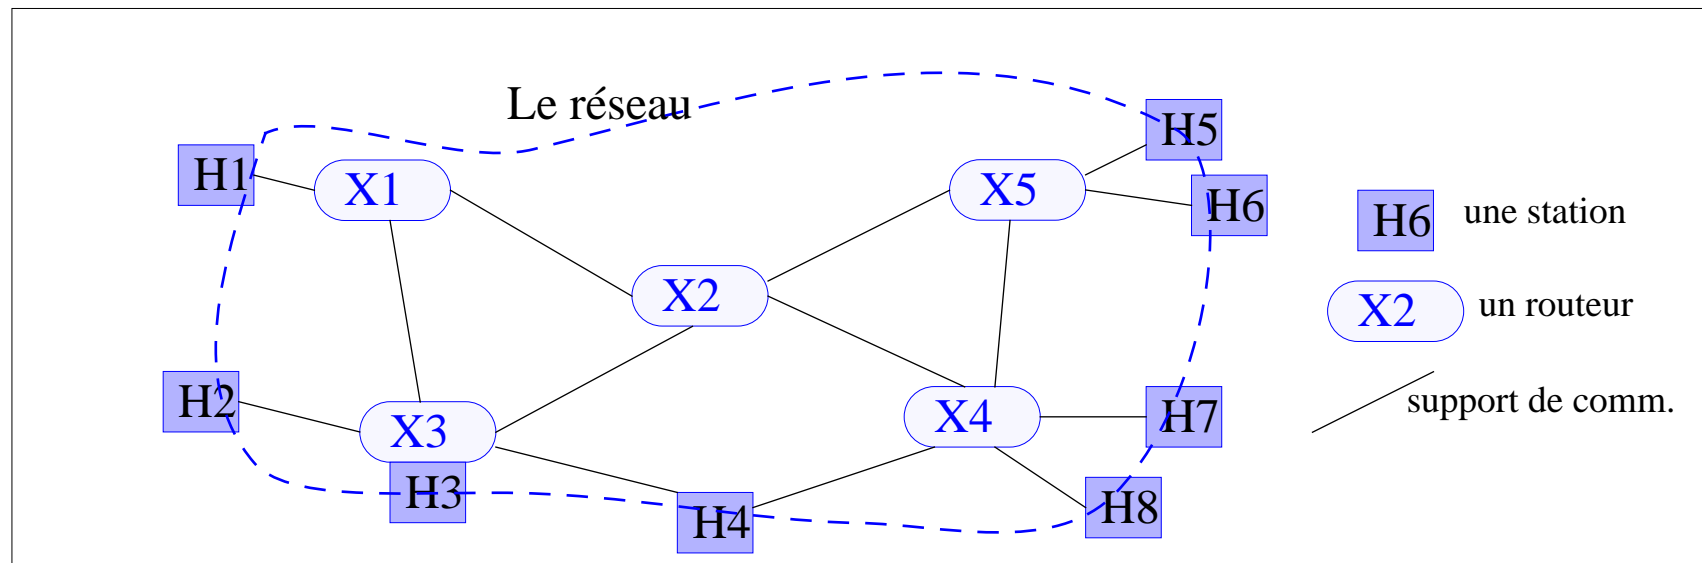 Le réseau
H1
X1
X2
X3
H2
H3
H4
X4
X5
H5
H6
H7
H8
H6 une station
X2 un routeur
support de comm.